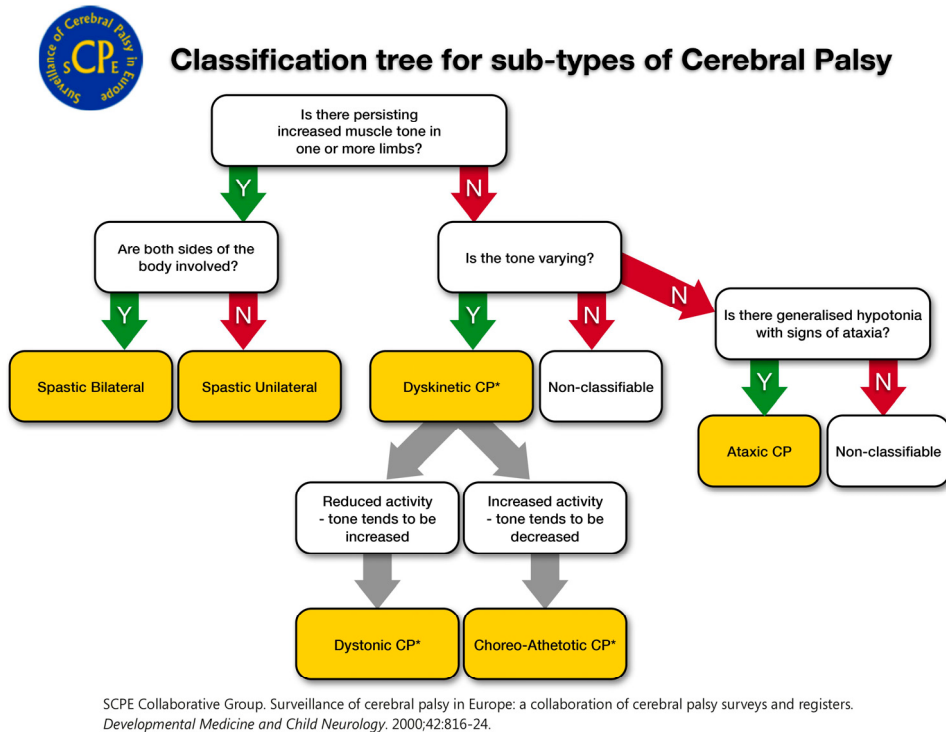 Surveillance of Cerebral Palsy in Europe
SCPE
Classification tree for sub-types of Cerebral Palsy
Is there persisting
increased muscle tone in
one or more limbs?
Y
N
Are both sides of the
body involved?
Is the tone varying?
Y
N
Y
N
N
Is there generalised hypotonia
with signs of ataxia?
Spastic Bilateral
Spastic Unilateral
Dyskinetic CP*
Non-classifiable
Y
N
Ataxic CP
Non-classifiable
Reduced activity
- tone tends to be
increased
Increased activity
- tone tends to be
decreased
Dystonic CP*
Choreo-Athetotic CP*
SCPE Collaborative Group. Surveillance of cerebral palsy in Europe: a collaboration of cerebral palsy surveys and registers.
Developmental Medicine and Child Neurology. 2000;42:816-24.